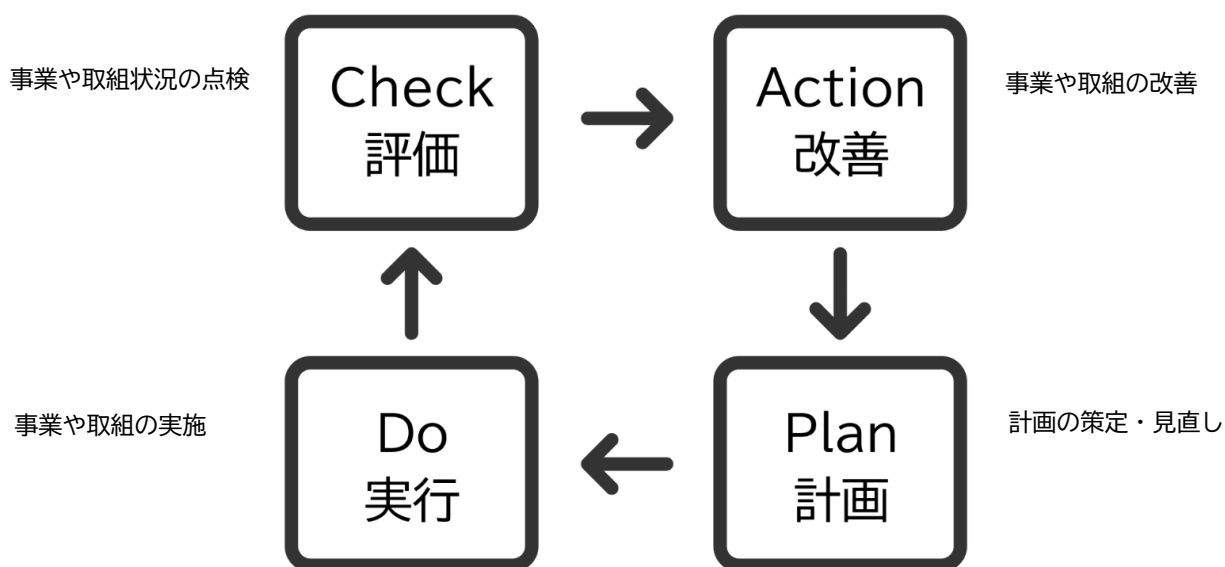 事業や取組状況の点検
Check
評価
Action
改善
事業や取組の改善
事業や取組の実施
Do
実行
Plan
計画
計画の策定・見直し